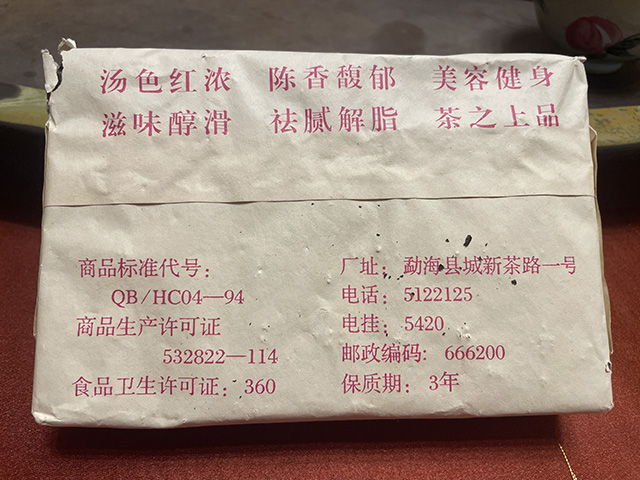 汤色红浓 陈香馥郁 美容健身
滋味醇滑 祛腻解脂 茶之上品
商品标准代号:
QB/HC04—94
商品生产许可证
532822—114
食品卫生许可证:360
厂址:勐海县城新茶路一号
电话:5122125
电挂:5420
邮政编码:666200
保质期:3年